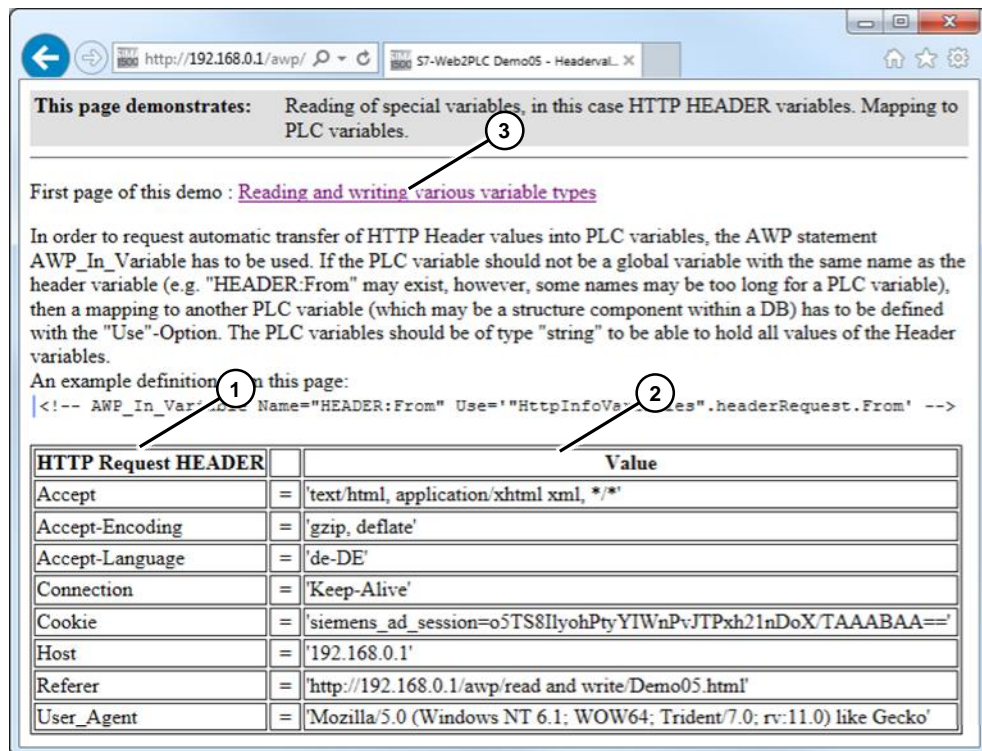 http://192.168.0.1/awp/
S7-Web2PLC Demo05 - Headerval...
This page demonstrates: Reading of special variables, in this case HTTP HEADER variables. Mapping to
PLC variables.
3
First page of this demo : Reading and writing various variable types
In order to request automatic transfer of HTTP Header values into PLC variables, the AWP statement
AWP_In_Variable has to be used. If the PLC variable should not be a global variable with the same name as the
header variable (e.g. "HEADER:From" may exist, however, some names may be too long for a PLC variable),
then a mapping to another PLC variable (which may be a structure component within a DB) has to be defined
with the "Use"-Option. The PLC variables should be of type "string" to be able to hold all values of the Header
variables.
An example definition this page:
1
2
<!-- AWP_In_Variable Name="HEADER:From" Use='"HttpInfoVariables".headerRequest.From' -->
HTTP Request HEADER Value
Accept = 'text/html, application/xhtml xml, */*'
Accept-Encoding = 'gzip, deflate'
Accept-Language = 'de-DE'
Connection = 'Keep-Alive'
Cookie = 'siemens_ad_session=o5TS8IlyohPtyYIWnPvJTPxh21nDoX/TAAABAA=='
Host = '192.168.0.1'
Referer = 'http://192.168.0.1/awp/read and write/Demo05.html'
User_Agent = 'Mozilla/5.0 (Windows NT 6.1; WOW64; Trident/7.0; rv:11.0) like Gecko'